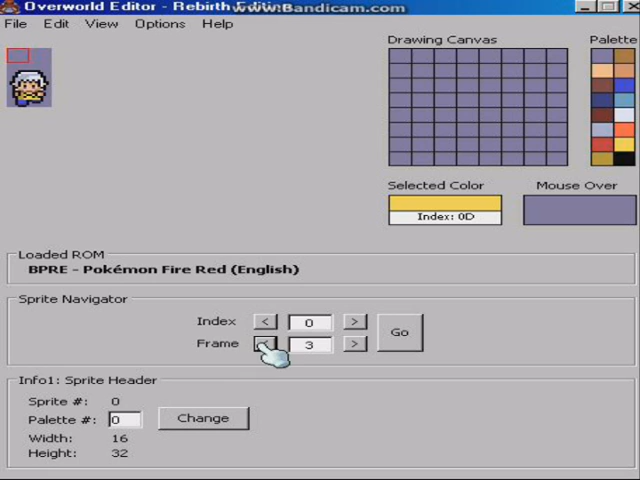 Overworld Editor - Rebirth Editi
www.Bandicam.com
File Edit View Options Help
Drawing Canvas
Palette
Selected Color
Mouse Over
Index: 0D
Loaded ROM
BPRE - Pokémon Fire Red (English)
Sprite Navigator
Index < 0 >
Go
Frame < 3 >
Info1: Sprite Header
Sprite #: 0
Palette #: 0
Change
Width: 16
Height: 32